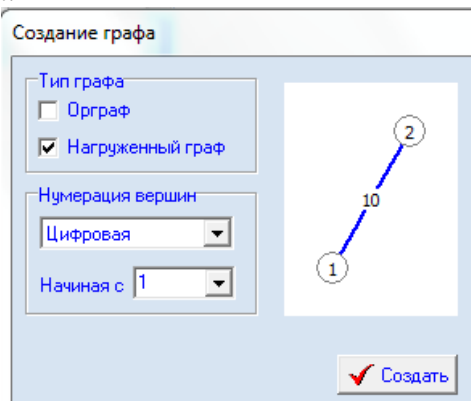 Создание графа
Тип графа
Орграф
Нагруженный граф
Нумерация вершин
Цифровая
Начиная с 1
2
10
1
Создать